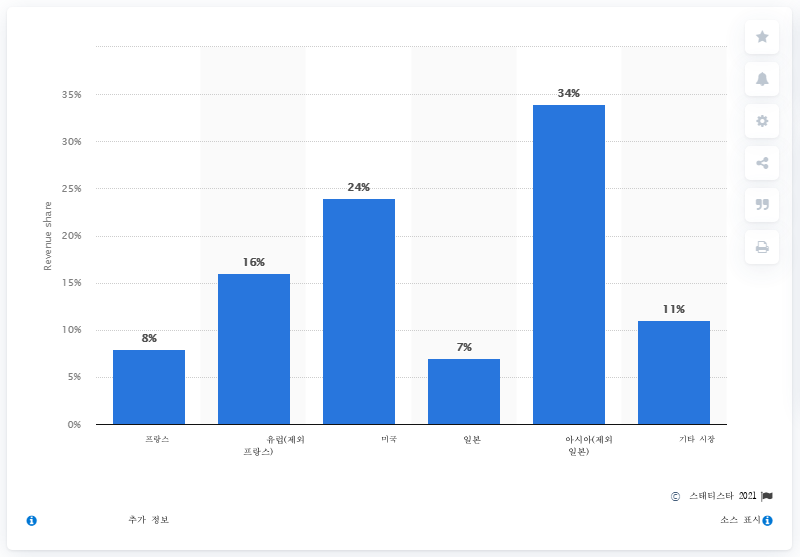 35%
30%
25%
20%
15%
10%
5%
0%
Revenue share
8%
16%
24%
7%
34%
11%
프랑스
유럽(제외
프랑스)
미국
일본
아시아(제외
일본)
기타 시장
© 스태티스타 2021
추가 정보
소스 표시